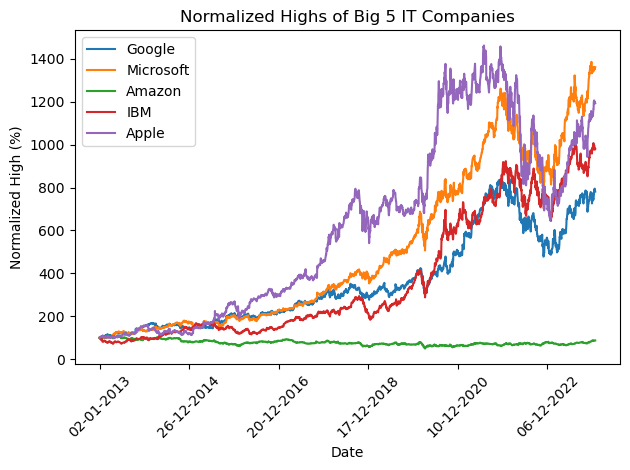 Normalized Highs of Big 5 IT Companies
Normalized High (%)
1400
1200
1000
800
600
400
200
0
Google
Microsoft
Amazon
IBM
Apple
02-01-2013
26-12-2014
20-12-2016
17-12-2018
10-12-2020
06-12-2022
Date